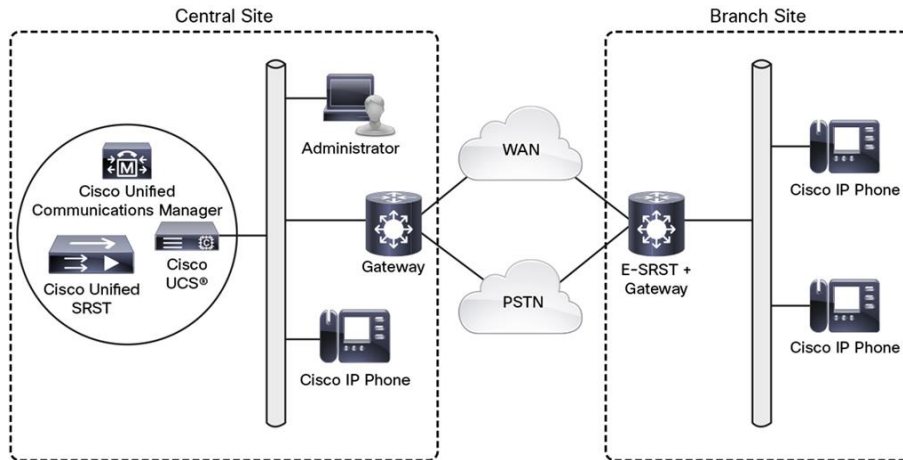 Central Site
Branch Site
Administrator
WAN
M
Cisco Unified
Communications Manager
C
Cisco
UCS®
Cisco Unified
SRST
Gateway
PSTN
Cisco IP Phone
E-SRST +
Gateway
Cisco IP Phone
Cisco IP Phone